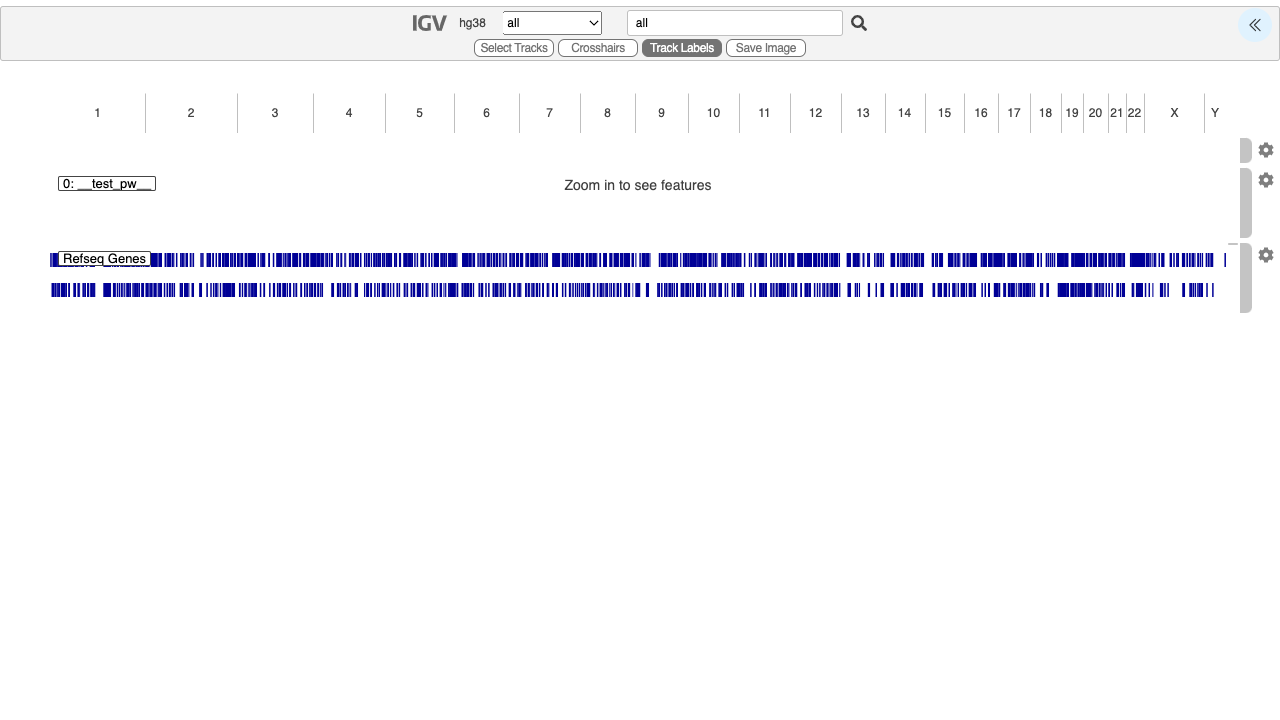 IGV hg38 all all
Select Tracks Crosshairs Track Labels Save Image
1 2 3 4 5 6 7 8 9 10 11 12 13 14 15 16 17 18 19 20 21 22 X Y
0: __test_pw__ Zoom in to see features
Refseq Genes